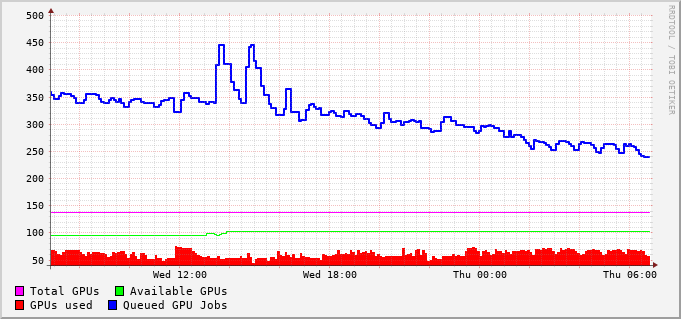 500
450
400
350
300
250
200
150
100
50
Wed 12:00 Wed 18:00 Thu 00:00 Thu 06:00
Total GPUs Available GPUs
GPUs used Queued GPU Jobs
RRDTOOL / TOBI OETIKER